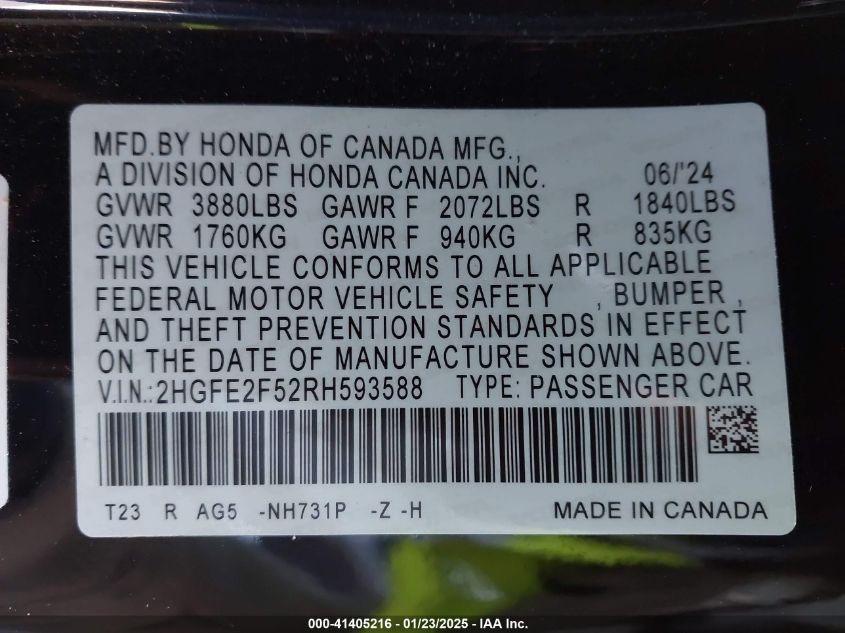 MFD.BY HONDA OF CANADA MFG.,
A DIVISION OF HONDA CANADA INC. 06/'24
GVWR 3880LBS GAWR F 2072LBS R 1840LBS
GVWR 1760KG GAWR F 940KG R 835KG
THIS VEHICLE CONFORMS TO ALL APPLICABLE
FEDERAL MOTOR VEHICLE SAFETY , BUMPER ,
AND THEFT PREVENTION STANDARDS IN EFFECT
ON THE DATE OF MANUFACTURE SHOWN ABOVE.
V.I.N.:2HGFE2F52RH593588 TYPE: PASSENGER CAR
T23 R AG5 -NH731P -Z -H MADE IN CANADA
000-41405216 - 01/23/2025 - IAA Inc.